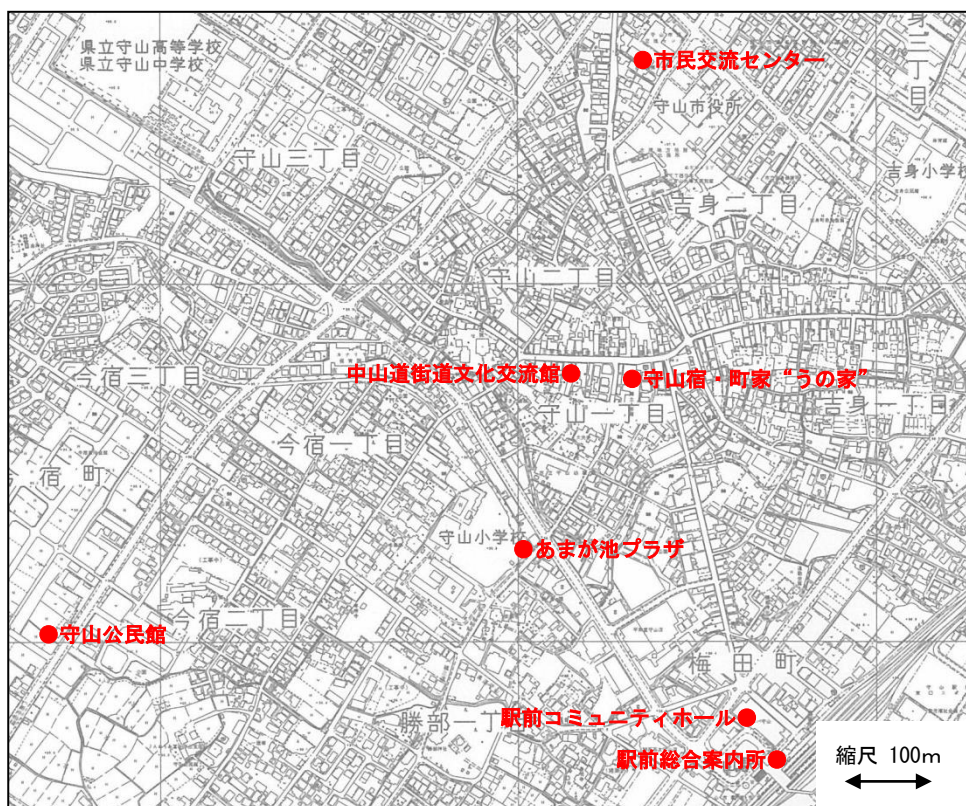 県立守山高等学校
県立守山中学校
●市民交流センター
守山市役所
吉身三丁目
守山三丁目
吉身小学校
吉身二丁目
守山二丁目
中山道街道文化交流館●
●守山宿・町家“うの家”
今宿三丁目
守山一丁目
吉身一丁目
今宿一丁目
宿町
守山小学校
●あまが池プラザ
今宿二丁目
●守山公民館
梅田町
勝部一丁目
駅前コミュニティホール●
駅前総合案内所●
縮尺 100m